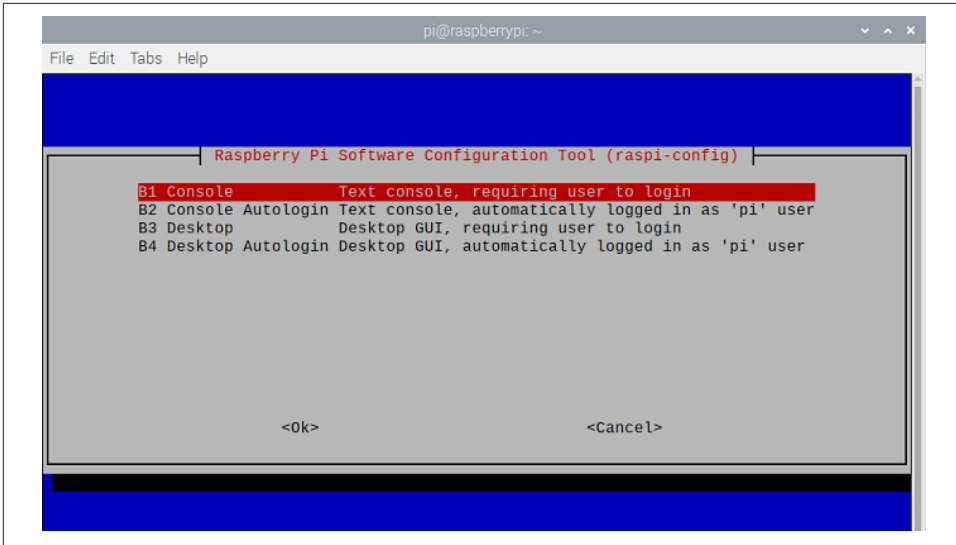 pi@raspberrypi: ~
File Edit Tabs Help
Raspberry Pi Software Configuration Tool (raspi-config)
B1 Console Text console, requiring user to login
B2 Console Autologin Text console, automatically logged in as 'pi' user
B3 Desktop Desktop GUI, requiring user to login
B4 Desktop Autologin Desktop GUI, automatically logged in as 'pi' user
<Ok> <Cancel>